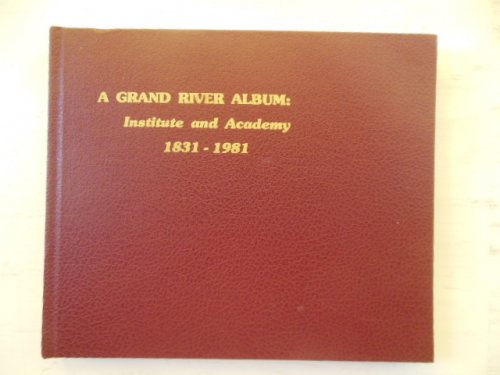 A GRAND RIVER ALBUM:
Institute and Academy
1831 - 1981